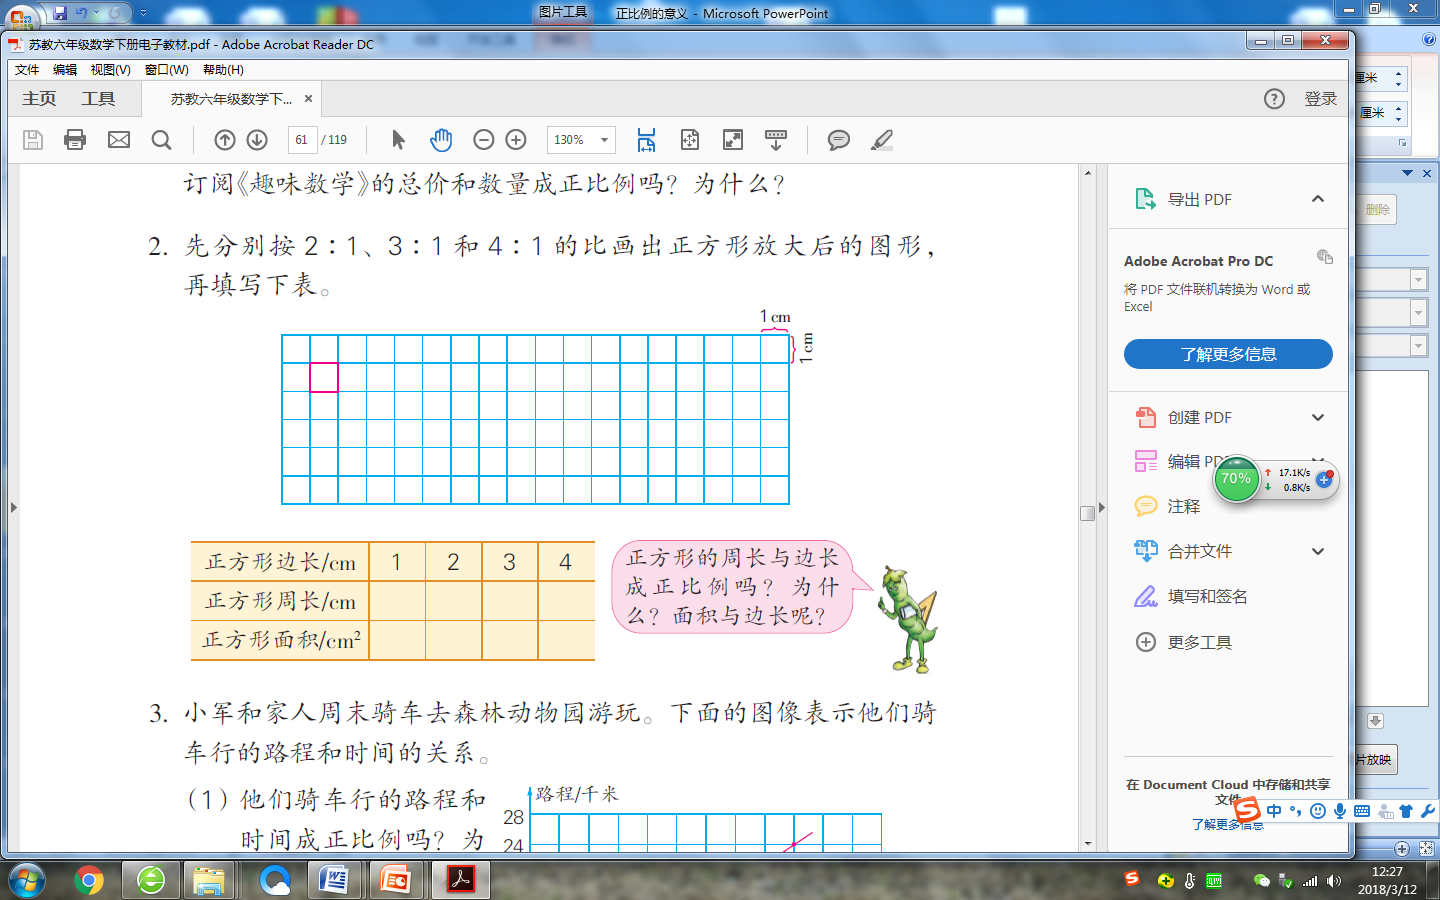 图片工具
正比例的意义 - Microsoft PowerPoint
苏教六年级数学下册电子教材.pdf - Adobe Acrobat Reader DC
文件 编辑 视图(V) 窗口(W) 帮助(H)
主页 工具 苏教六年级数学下... × 登录
61 / 119 130%
订阅《趣味数学》的总价和数量成正比例吗？为什么？
2. 先分别按 2∶1、3∶1 和 4∶1 的比画出正方形放大后的图形，
再填写下表。
1 cm
1 cm
正方形边长/cm 1 2 3 4
正方形周长/cm
正方形面积/cm²
正方形的周长与边长
成正比例吗？为什
么？面积与边长呢？
3. 小军和家人周末骑车去森林动物园游玩。下面的图像表示他们骑
车行的路程和时间的关系。
（1）他们骑车行的路程和
时间成正比例吗？为
路程/千米
28
24
导出 PDF
Adobe Acrobat Pro DC
将 PDF 文件联机转换为 Word 或
Excel
了解更多信息
创建 PDF
编辑 PD
注释
合并文件
填写和签名
更多工具
在 Document Cloud 中存储和共享
文件
了解更多信息
70%
17.1K/s
0.8K/s
厘米
厘米
删除
片放映
中
12:27
2018/3/12